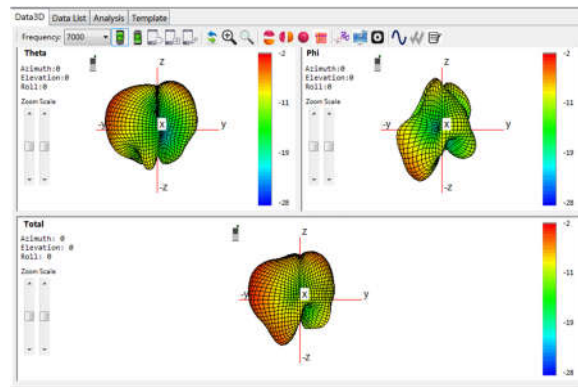 Data3D Data List Analysis Template
Frequency: 7000
Theta
Azimuth:0
Elevation:0
Roll:0
Zoom Scale
z
-y x y
-z
-2
-11
-19
-28
Phi
Azimuth:0
Elevation:0
Roll:0
Zoom Scale
z
-y x y
-z
-2
-11
-19
-28
Total
Azimuth: 0
Elevation: 0
Roll: 0
Zoom Scale
z
-y x y
-z
-2
-11
-19
-28